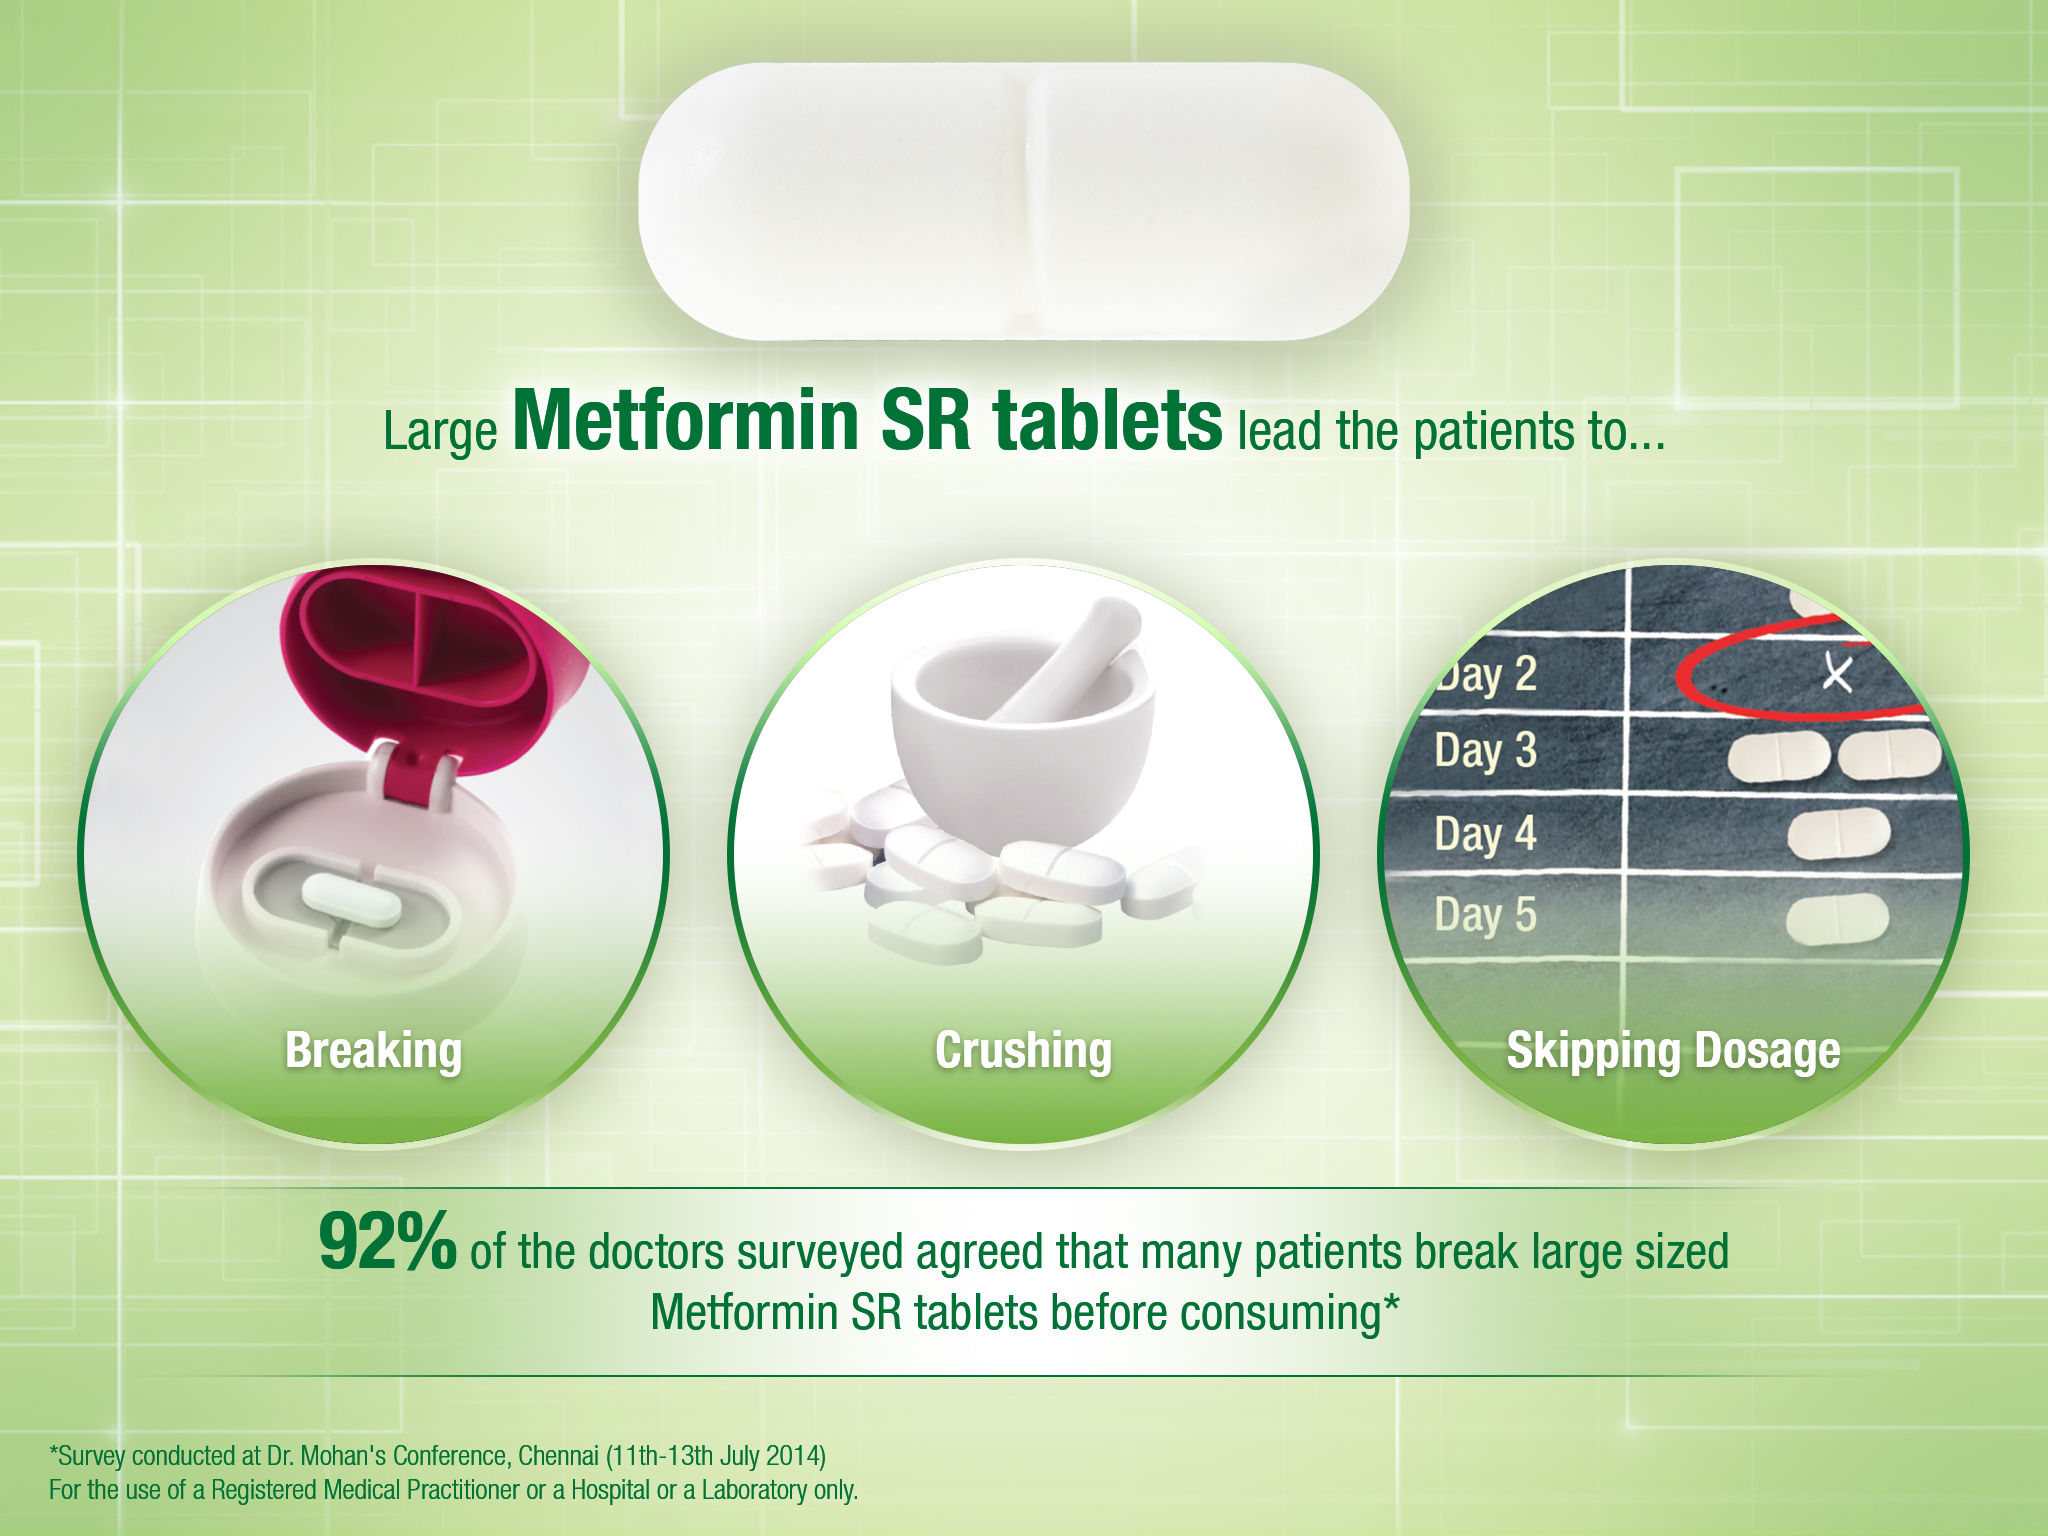 Large Metformin SR tablets lead the patients to...
Day 2
Day 3
Day 4
Day 5
Breaking
Crushing
Skipping Dosage
92% of the doctors surveyed agreed that many patients break large sized
Metformin SR tablets before consuming*
*Survey conducted at Dr. Mohan's Conference, Chennai (11th-13th July 2014)
For the use of a Registered Medical Practitioner or a Hospital or a Laboratory only.